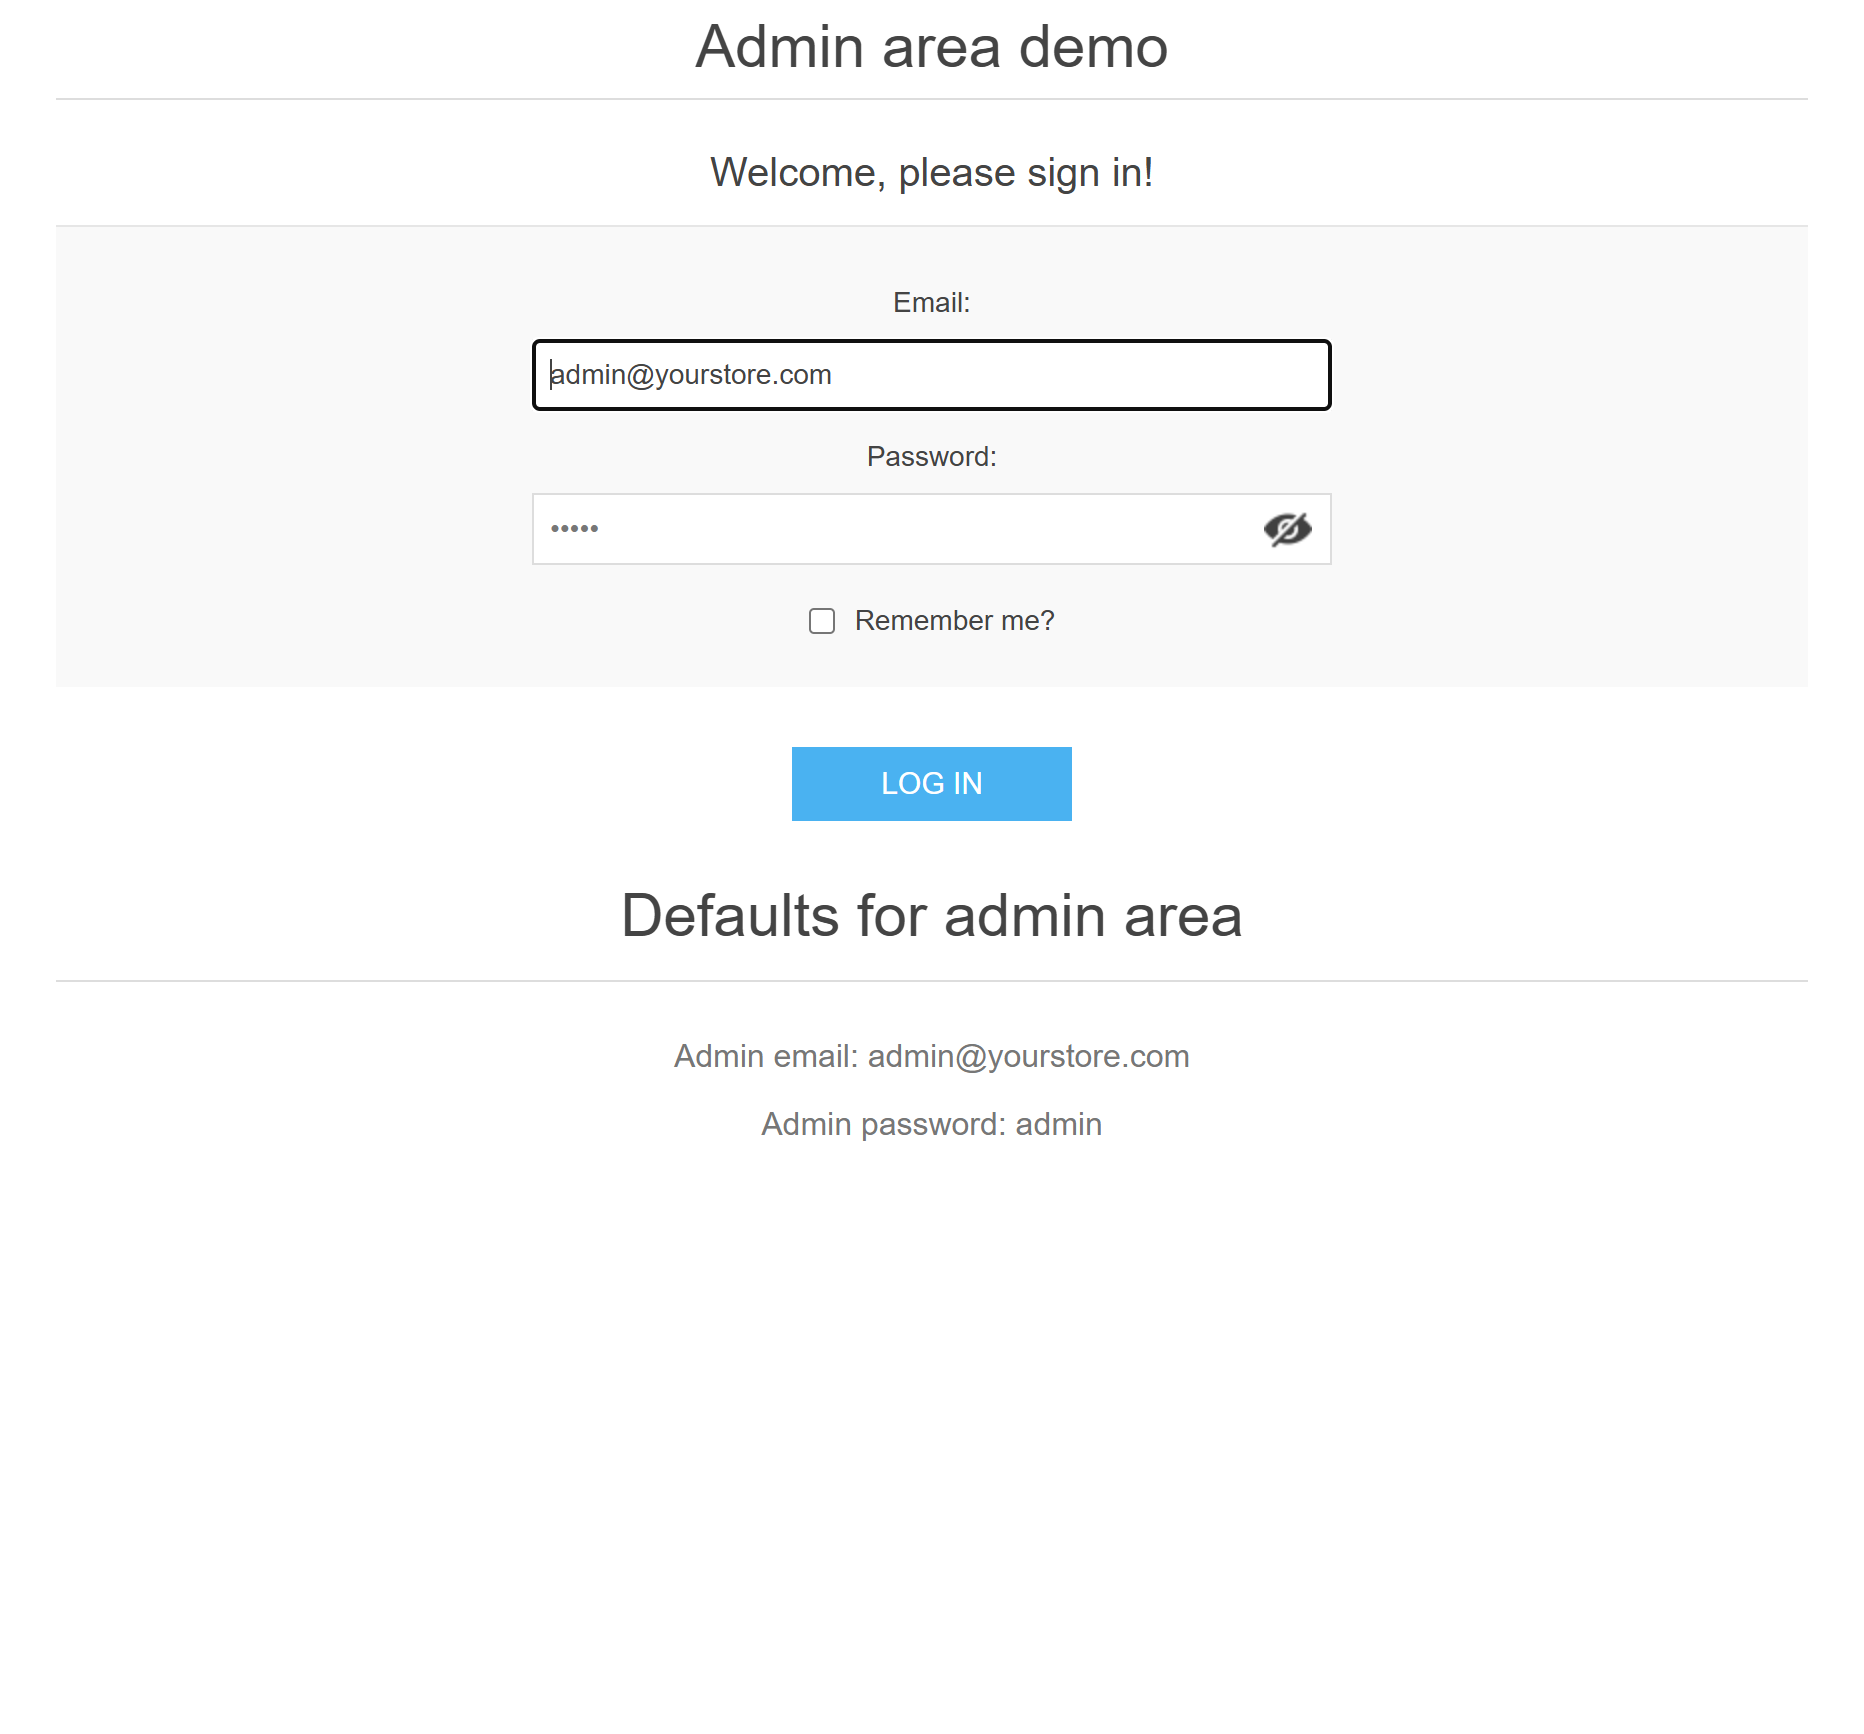 Admin area demo
Welcome, please sign in!
Email:
admin@yourstore.com
Password:
•••••
Remember me?
LOG IN
Defaults for admin area
Admin email: admin@yourstore.com
Admin password: admin